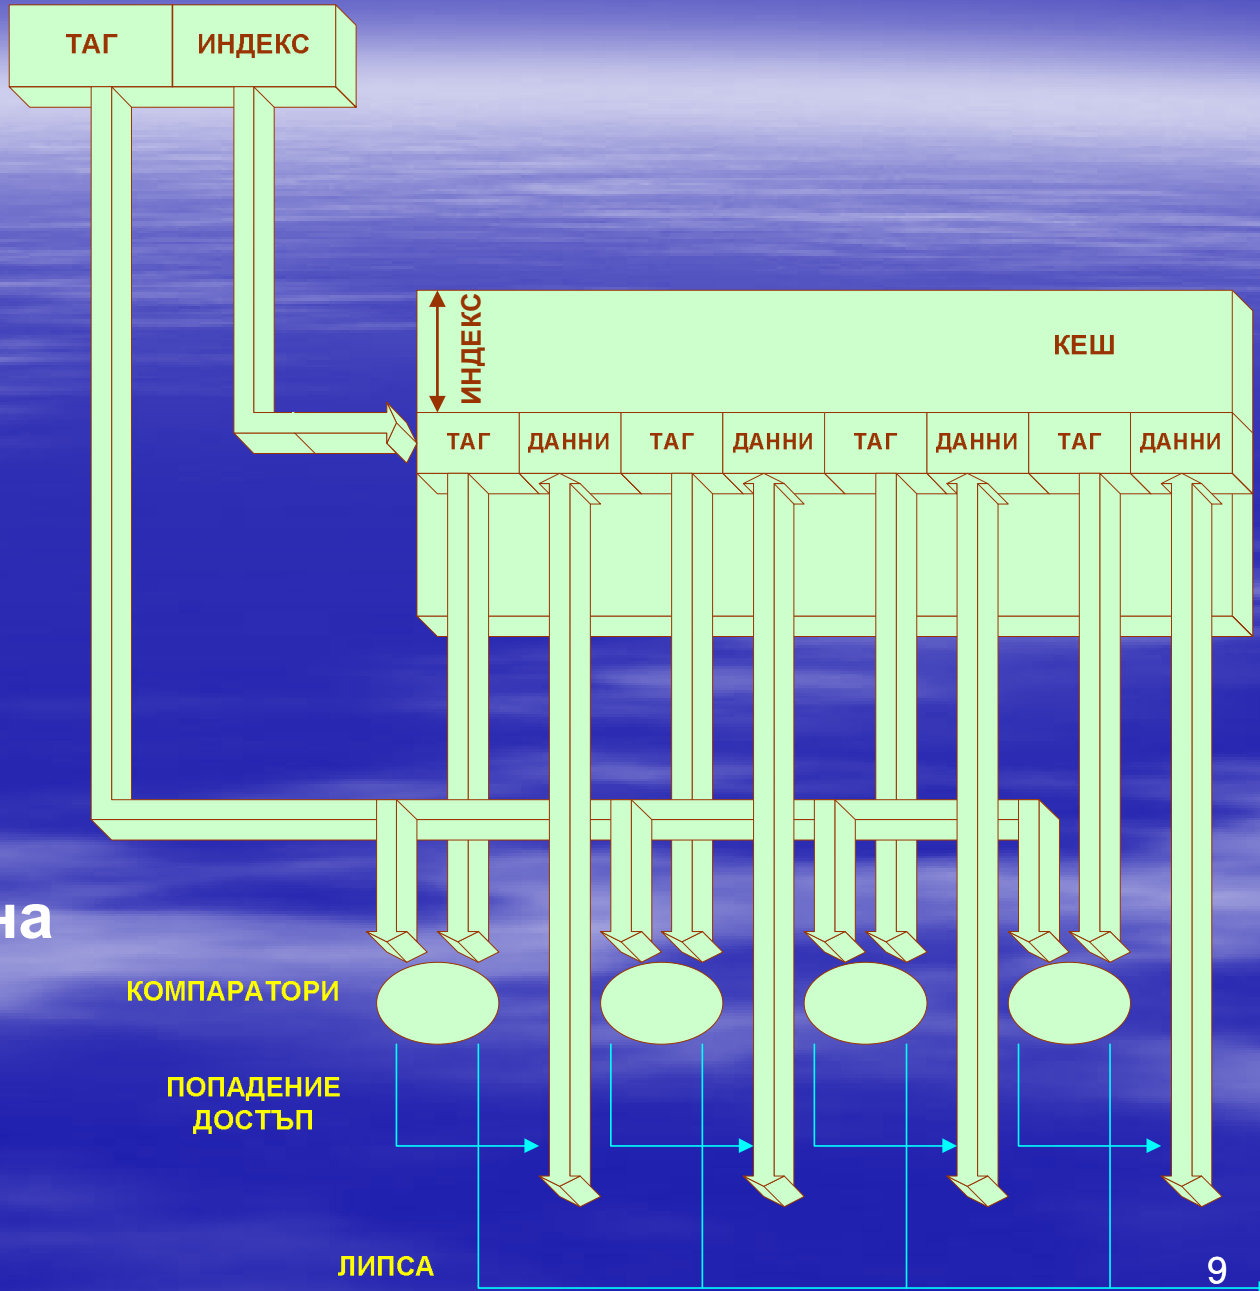 ТАГ ИНДЕКС
ИНДЕКС
КЕШ
ТАГ ДАННИ ТАГ ДАННИ ТАГ ДАННИ ТАГ ДАННИ
на
КОМПАРАТОРИ
ПОПАДЕНИЕ
ДОСТЪП
ЛИПСА
9